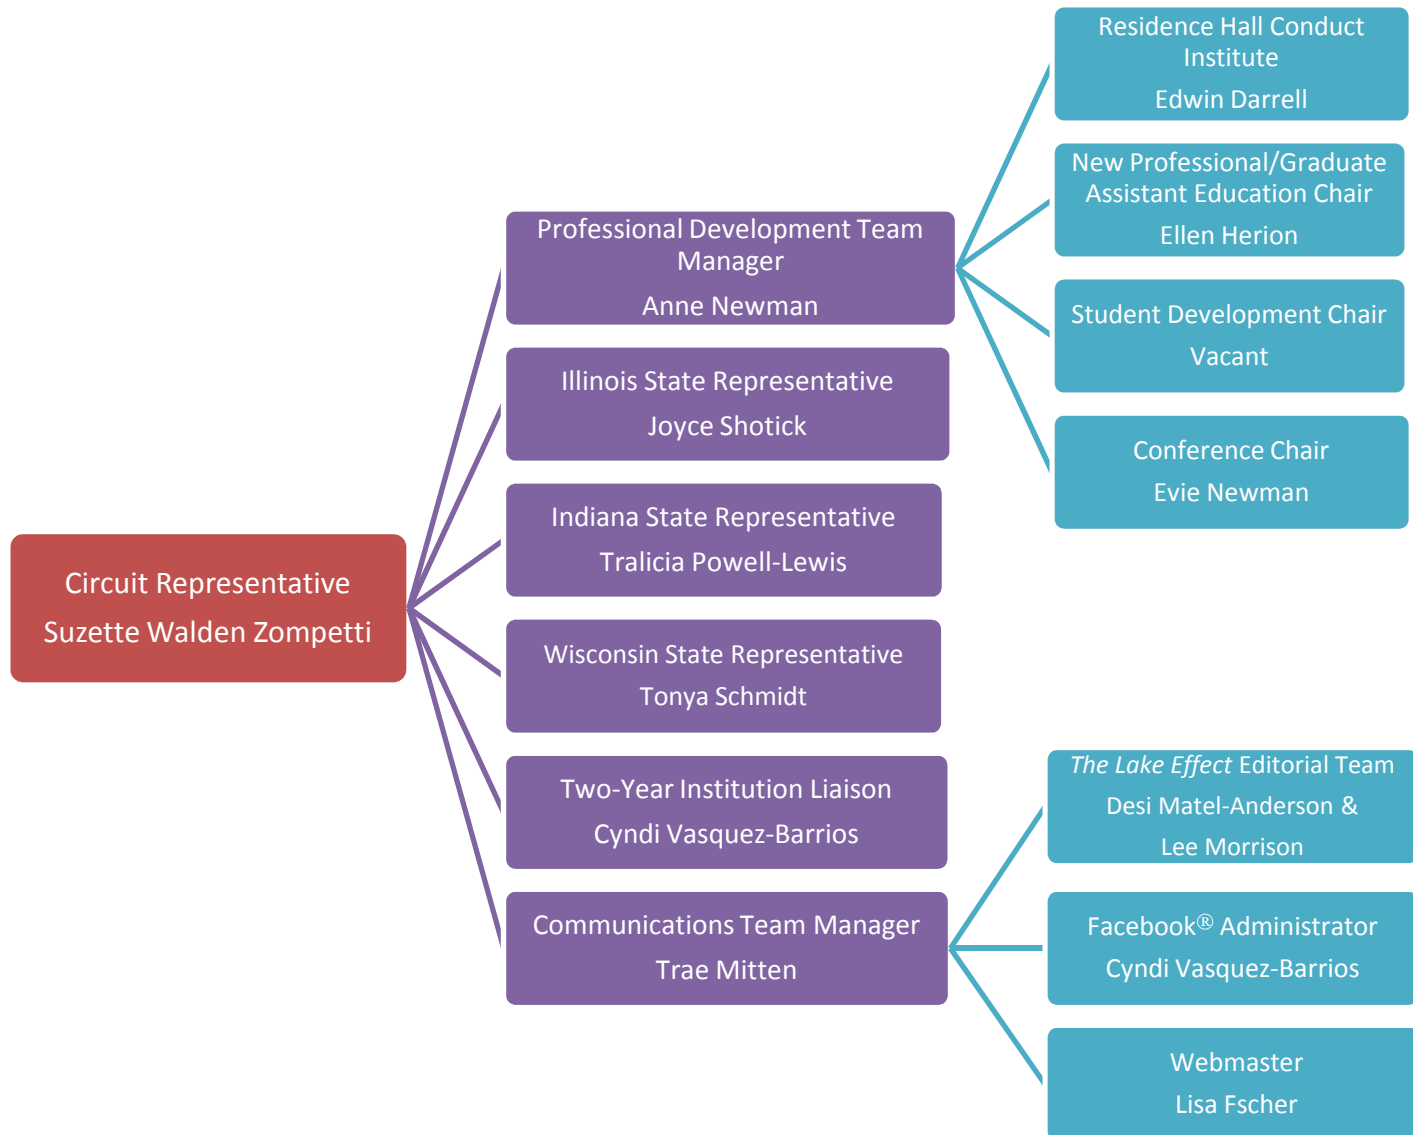 Circuit Representative
Suzette Walden Zompetti
Professional Development Team
Manager
Anne Newman
Residence Hall Conduct
Institute
Edwin Darrell
New Professional/Graduate
Assistant Education Chair
Ellen Herion
Student Development Chair
Vacant
Conference Chair
Evie Newman
Illinois State Representative
Joyce Shotick
Indiana State Representative
Tralicia Powell-Lewis
Wisconsin State Representative
Tonya Schmidt
Two-Year Institution Liaison
Cyndi Vasquez-Barrios
Communications Team Manager
Trae Mitten
The Lake Effect Editorial Team
Desi Matel-Anderson &
Lee Morrison
Facebook® Administrator
Cyndi Vasquez-Barrios
Webmaster
Lisa Fscher